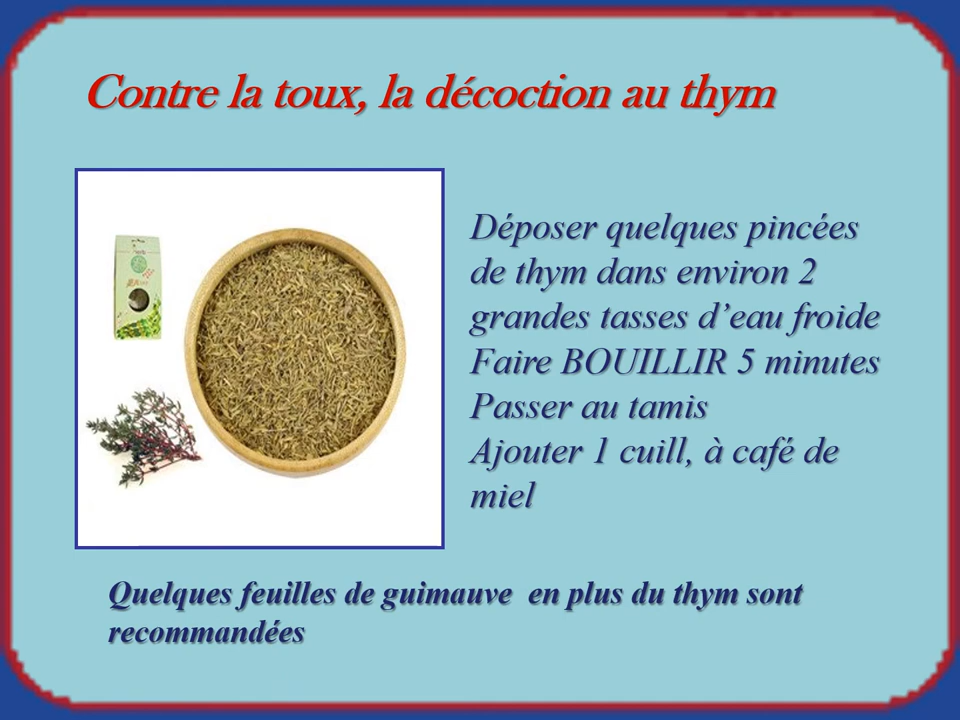 Contre la toux, la décoction au thym
Déposer quelques pincées
de thym dans environ 2
grandes tasses d’eau froide
Faire BOUILLIR 5 minutes
Passer au tamis
Ajouter 1 cuill, à café de
miel
Quelques feuilles de guimauve en plus du thym sont
recommandées